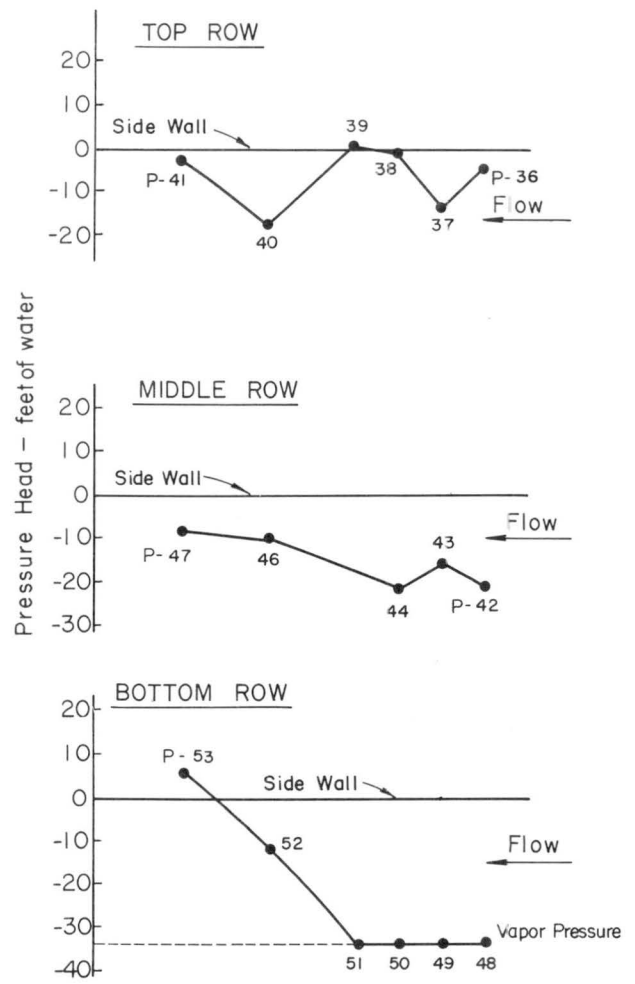 TOP ROW
20
10
Side Wall
39
0
38
P-41
P-36
-10
Flow
37
-20
40
Pressure Head - feet of water
MIDDLE ROW
20
10
Side Wall
0
Flow
-10
43
P-47
46
-20
44
P-42
-30
BOTTOM ROW
20
P-53
10
Side Wall
0
52
Flow
-10
-20
-30
Vapor Pressure
51
50
49
48
-40